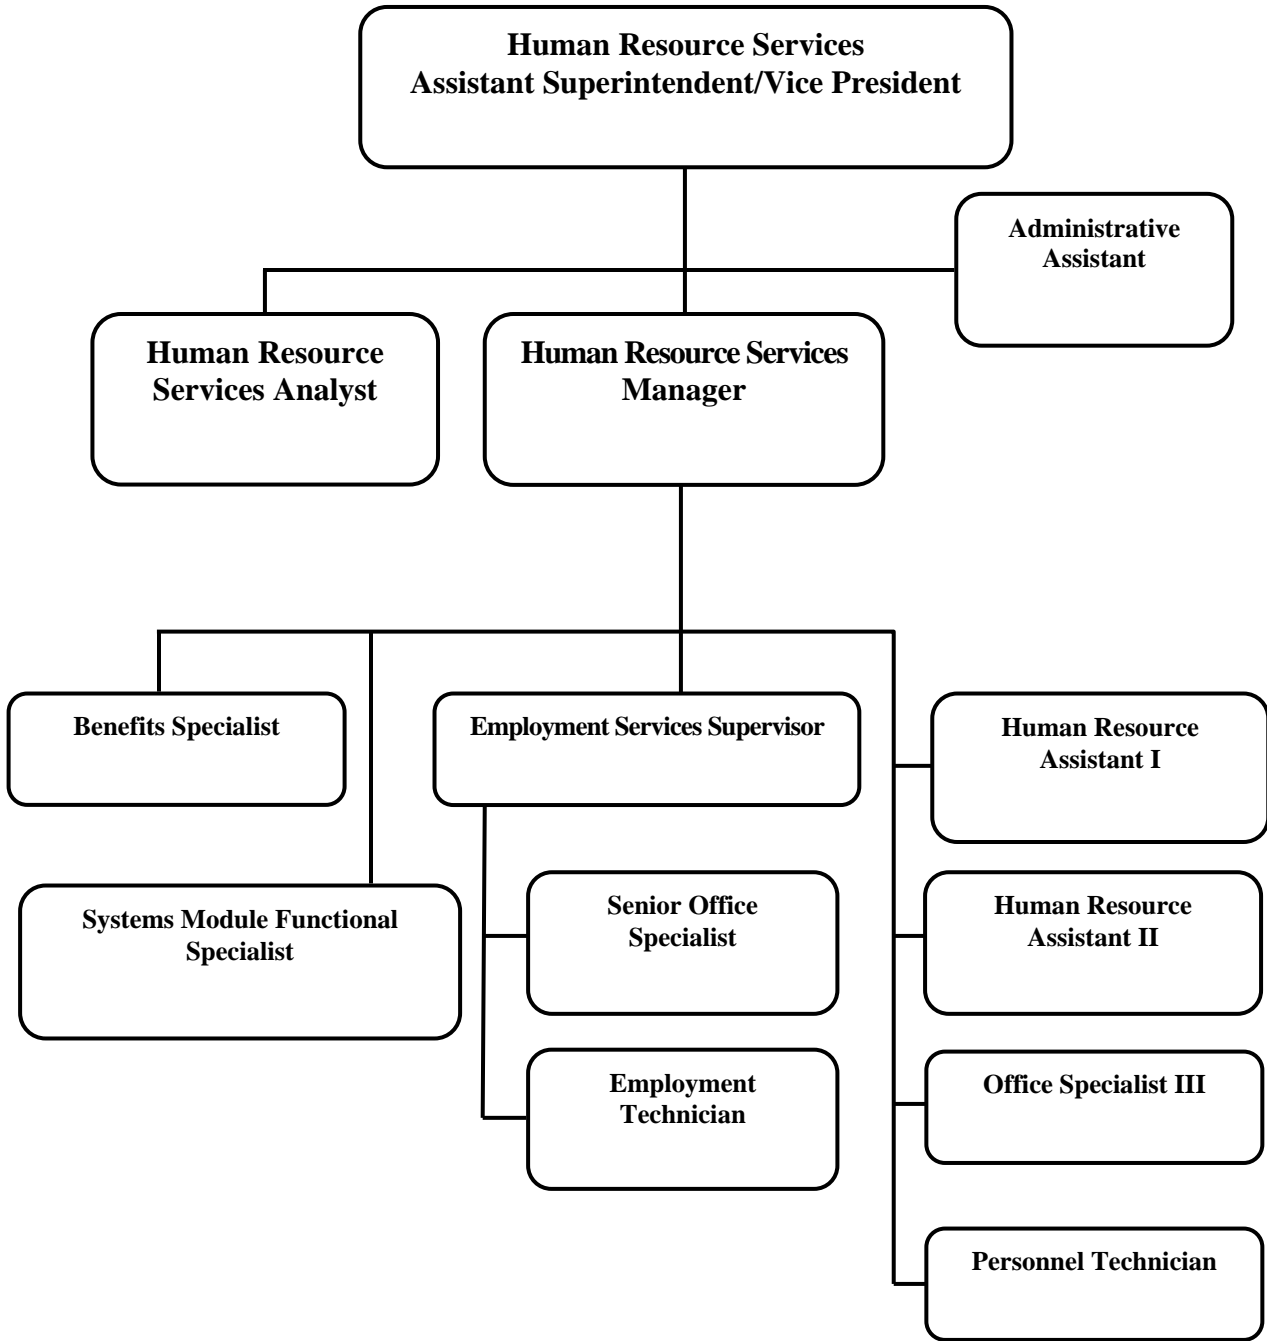 Human Resource Services
Assistant Superintendent/Vice President
Administrative
Assistant
Human Resource
Services Analyst
Human Resource Services
Manager
Benefits Specialist
Employment Services Supervisor
Human Resource
Assistant I
Systems Module Functional
Specialist
Senior Office
Specialist
Human Resource
Assistant II
Employment
Technician
Office Specialist III
Personnel Technician